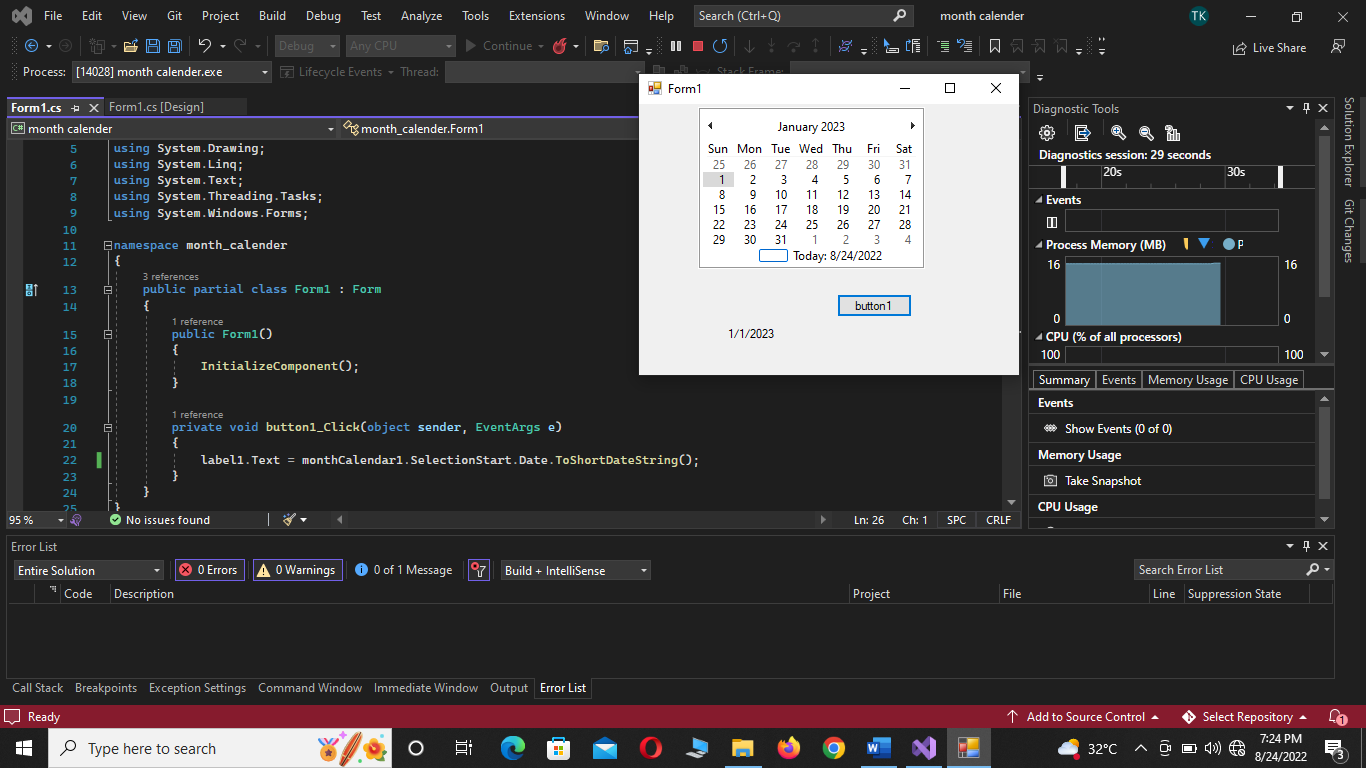 File Edit View Git Project Build Debug Test Analyze Tools Extensions Window Help Search (Ctrl+Q) month calender TK
Debug Any CPU Continue Live Share
Process: [14028] month calender.exe Lifecycle Events Thread: Stack Frame:
Form1.cs Form1.cs [Design]
month calender month_calender.Form1
5 using System.Drawing;
6 using System.Linq;
7 using System.Text;
8 using System.Threading.Tasks;
9 using System.Windows.Forms;
10
11 namespace month_calender
12 {
3 references
13 public partial class Form1 : Form
14 {
1 reference
15 public Form1()
16 {
17 InitializeComponent();
18 }
19
1 reference
20 private void button1_Click(object sender, EventArgs e)
21 {
22 label1.Text = monthCalendar1.SelectionStart.Date.ToShortDateString();
23 }
24 }
25 }
95 % No issues found Ln: 26 Ch: 1 SPC CRLF
Form1
January 2023
Sun Mon Tue Wed Thu Fri Sat
25 26 27 28 29 30 31
1 2 3 4 5 6 7
8 9 10 11 12 13 14
15 16 17 18 19 20 21
22 23 24 25 26 27 28
29 30 31 1 2 3 4
Today: 8/24/2022
button1
1/1/2023
Diagnostic Tools
Diagnostics session: 29 seconds
20s 30s
Events
Process Memory (MB) P
16 16
0 0
CPU (% of all processors)
100 100
Summary Events Memory Usage CPU Usage
Events
Show Events (0 of 0)
Memory Usage
Take Snapshot
CPU Usage
Solution Explorer
Git Changes
Error List
Entire Solution 0 Errors 0 Warnings 0 of 1 Message Build + IntelliSense Search Error List
Code Description Project File Line Suppression State
Call Stack Breakpoints Exception Settings Command Window Immediate Window Output Error List
Ready Add to Source Control Select Repository 1
Type here to search 32°C 7:24 PM
8/24/2022 3